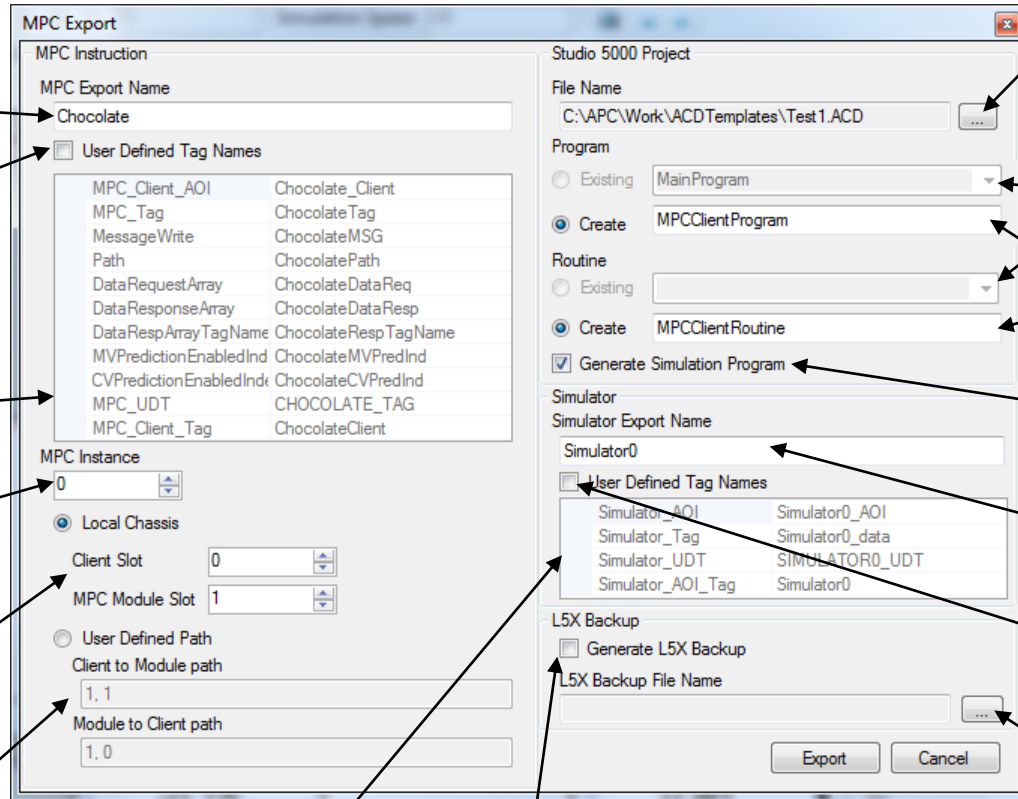 Simulation Speed
MPC Export
MPC Instruction
MPC Export Name
Chocolate
User Defined Tag Names
MPC_Client_AOI Chocolate_Client
MPC_Tag ChocolateTag
MessageWrite ChocolateMSG
Path ChocolatePath
DataRequestArray ChocolateDataReq
DataResponseArray ChocolateDataResp
DataRespArrayTagName ChocolateRespTagName
MVPredictionEnabledInd ChocolateMVPredInd
CVPredictionEnabledInde ChocolateCVPredInd
MPC_UDT CHOCOLATE_TAG
MPC_Client_Tag ChocolateClient
MPC Instance
0
Local Chassis
Client Slot 0
MPC Module Slot 1
User Defined Path
Client to Module path
1, 1
Module to Client path
1, 0
Studio 5000 Project
File Name
C:\APC\Work\ACDTemplates\Test1.ACD ...
Program
Existing MainProgram
Create MPCClientProgram
Routine
Existing
Create MPCClientRoutine
Generate Simulation Program
Simulator
Simulator Export Name
Simulator0
User Defined Tag Names
Simulator_AOI Simulator0_AOI
Simulator_Tag Simulator0_data
Simulator_UDT SIMULATOR0_UDT
Simulator_AOI_Tag Simulator0
L5X Backup
Generate L5X Backup
L5X Backup File Name
...
Export Cancel